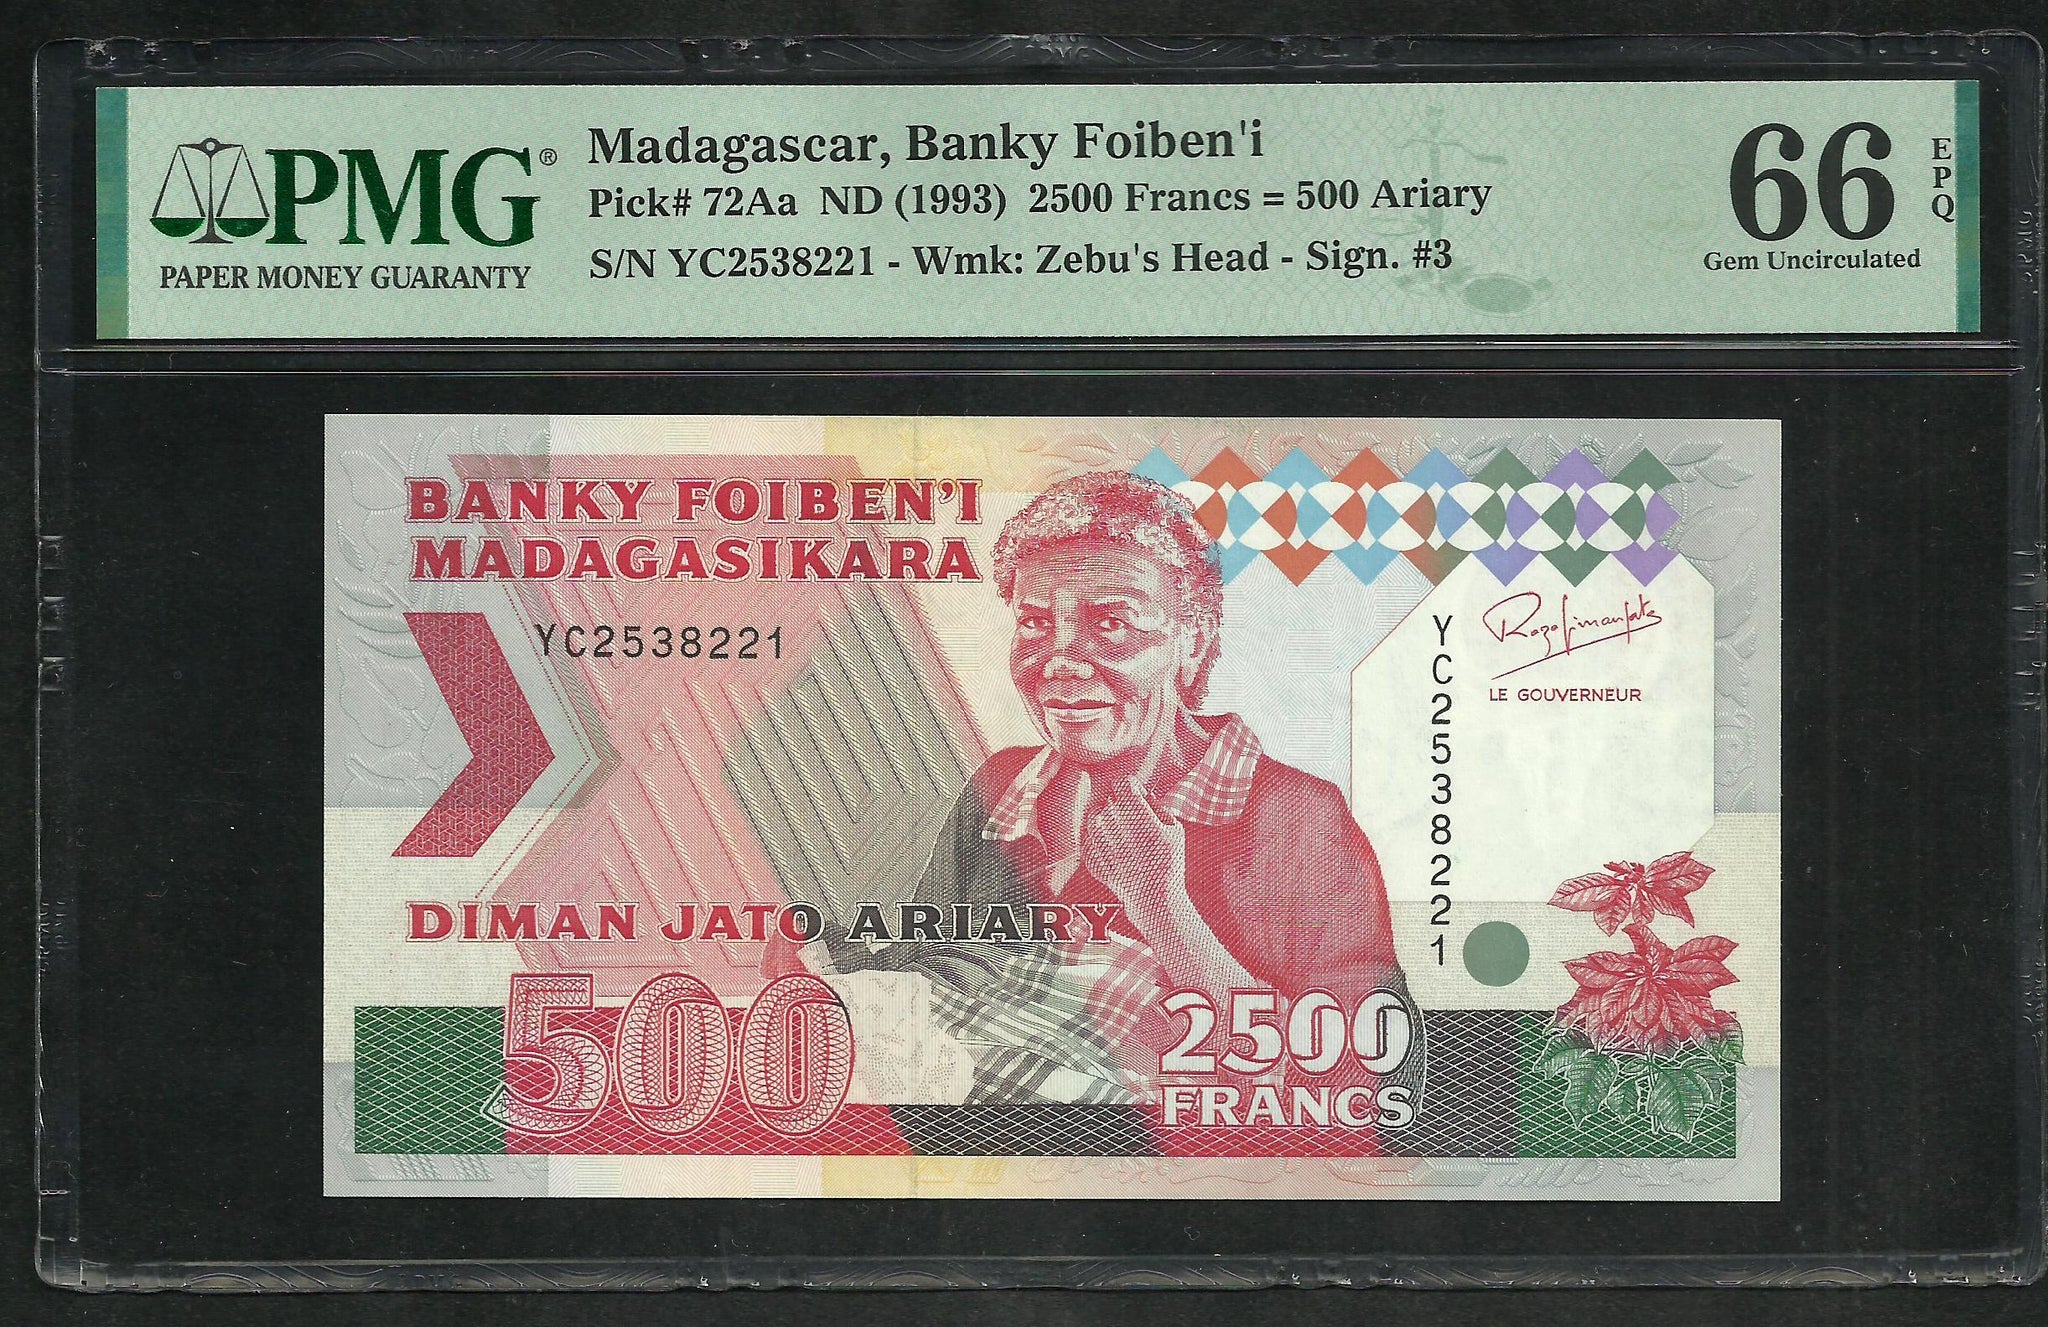 PMG®
PAPER MONEY GUARANTY
Madagascar, Banky Foiben'i
Pick# 72Aa ND (1993) 2500 Francs = 500 Ariary
S/N YC2538221 - Wmk: Zebu's Head - Sign. #3
66
EPQ
Gem Uncirculated
BANKY FOIBEN'I
MADAGASIKARA
YC2538221
YC2538221
LE GOUVERNEUR
DIMAN JATO ARIARY
500
2500
FRANCS